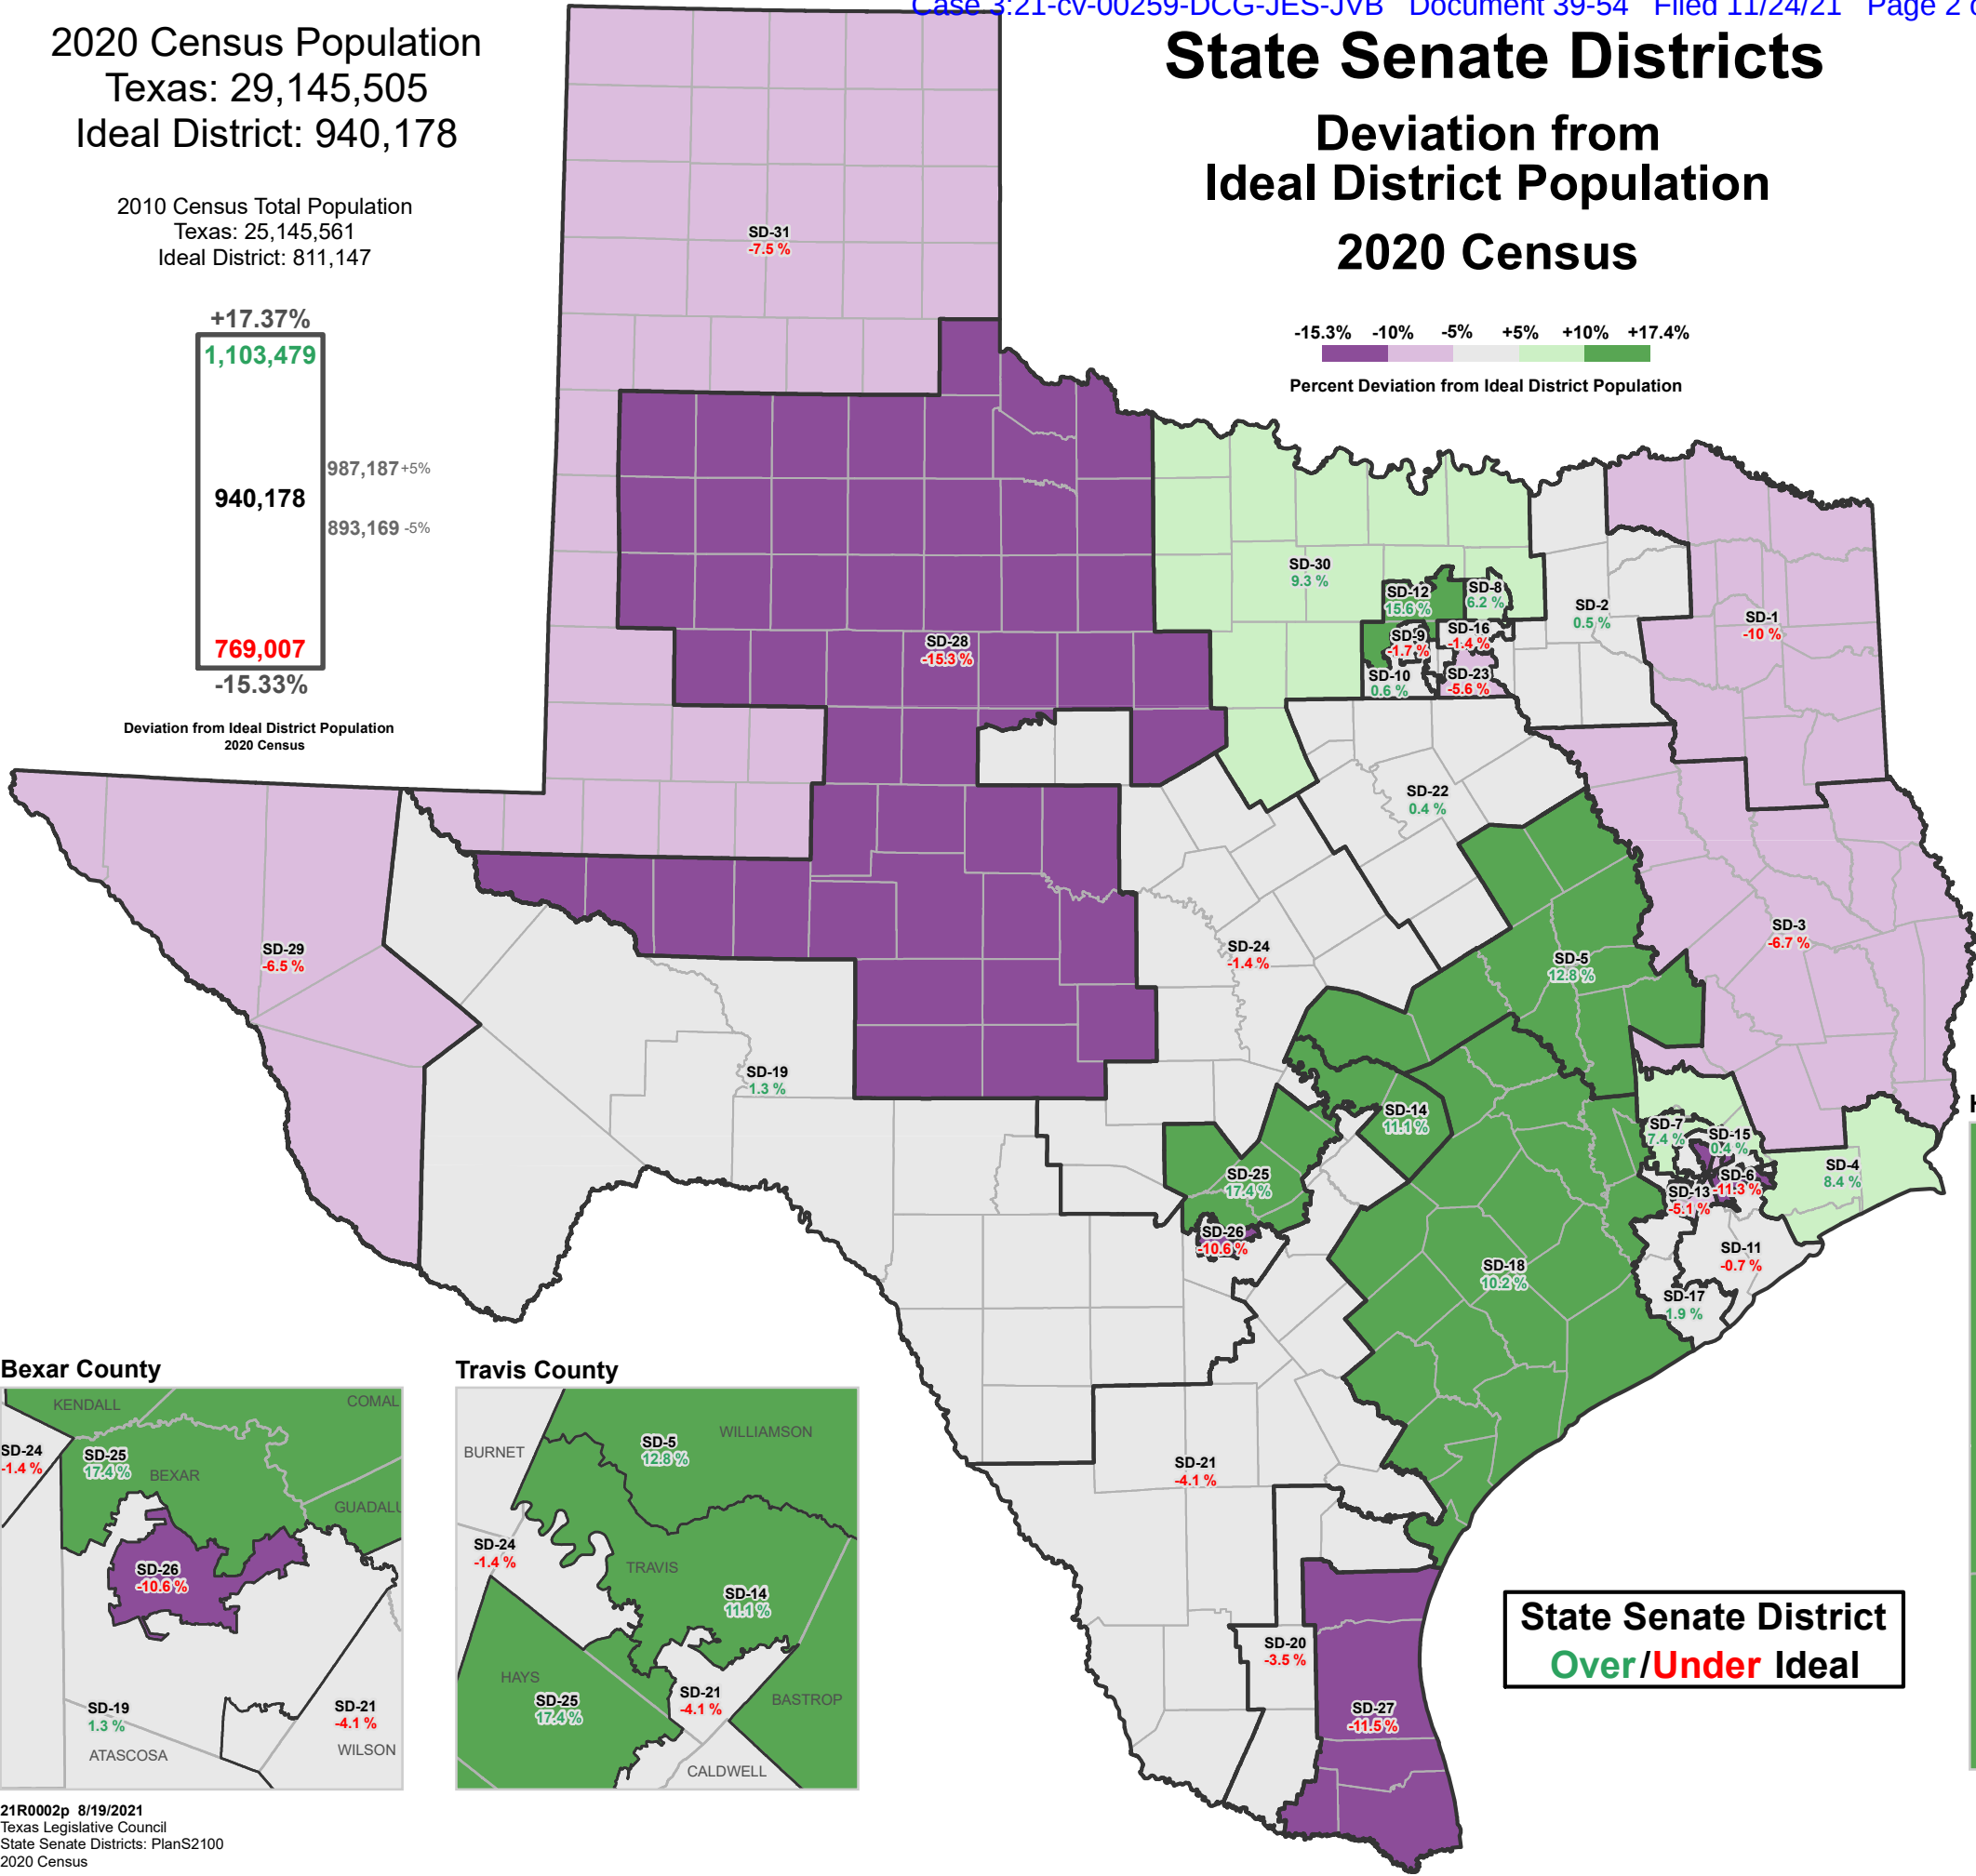 Case 3:21-cv-00259-DCG-JES-JVB Document 39-54 Filed 11/24/21 Page 2
2020 Census Population
Texas: 29,145,505
Ideal District: 940,178
2010 Census Total Population
Texas: 25,145,561
Ideal District: 811,147
+17.37%
1,103,479
987,187 +5%
940,178
893,169 -5%
769,007
-15.33%
Deviation from Ideal District Population
2020 Census
State Senate Districts
Deviation from
Ideal District Population
2020 Census
-15.3% -10% -5% +5% +10% +17.4%
Percent Deviation from Ideal District Population
SD-31
-7.5 %
SD-30
9.3 %
SD-12
15.6 %
SD-8
6.2 %
SD-2
0.5 %
SD-1
-10 %
SD-9
-1.7 %
SD-16
-1.4 %
SD-28
-15.3 %
SD-10
0.6 %
SD-23
-5.6 %
SD-22
0.4 %
SD-29
-6.5 %
SD-24
-1.4 %
SD-5
12.8 %
SD-3
-6.7 %
SD-19
1.3 %
SD-14
11.1 %
SD-7
7.4 %
SD-15
0.4 %
SD-25
17.4 %
SD-6
-11.3 %
SD-4
8.4 %
SD-13
-5.1 %
SD-26
-10.6 %
SD-11
-0.7 %
SD-18
10.2 %
SD-17
1.9 %
SD-21
-4.1 %
SD-20
-3.5 %
SD-27
-11.5 %
Bexar County
KENDALL
COMAL
SD-24
-1.4 %
SD-25
17.4 %
BEXAR
GUADALU
SD-26
-10.6 %
SD-19
1.3 %
SD-21
-4.1 %
ATASCOSA
WILSON
Travis County
BURNET
SD-5
12.8 %
WILLIAMSON
SD-24
-1.4 %
TRAVIS
SD-14
11.1 %
HAYS
SD-25
17.4 %
SD-21
-4.1 %
BASTROP
CALDWELL
State Senate District
Over/Under Ideal
21R0002p 8/19/2021
Texas Legislative Council
State Senate Districts: PlanS2100
2020 Census